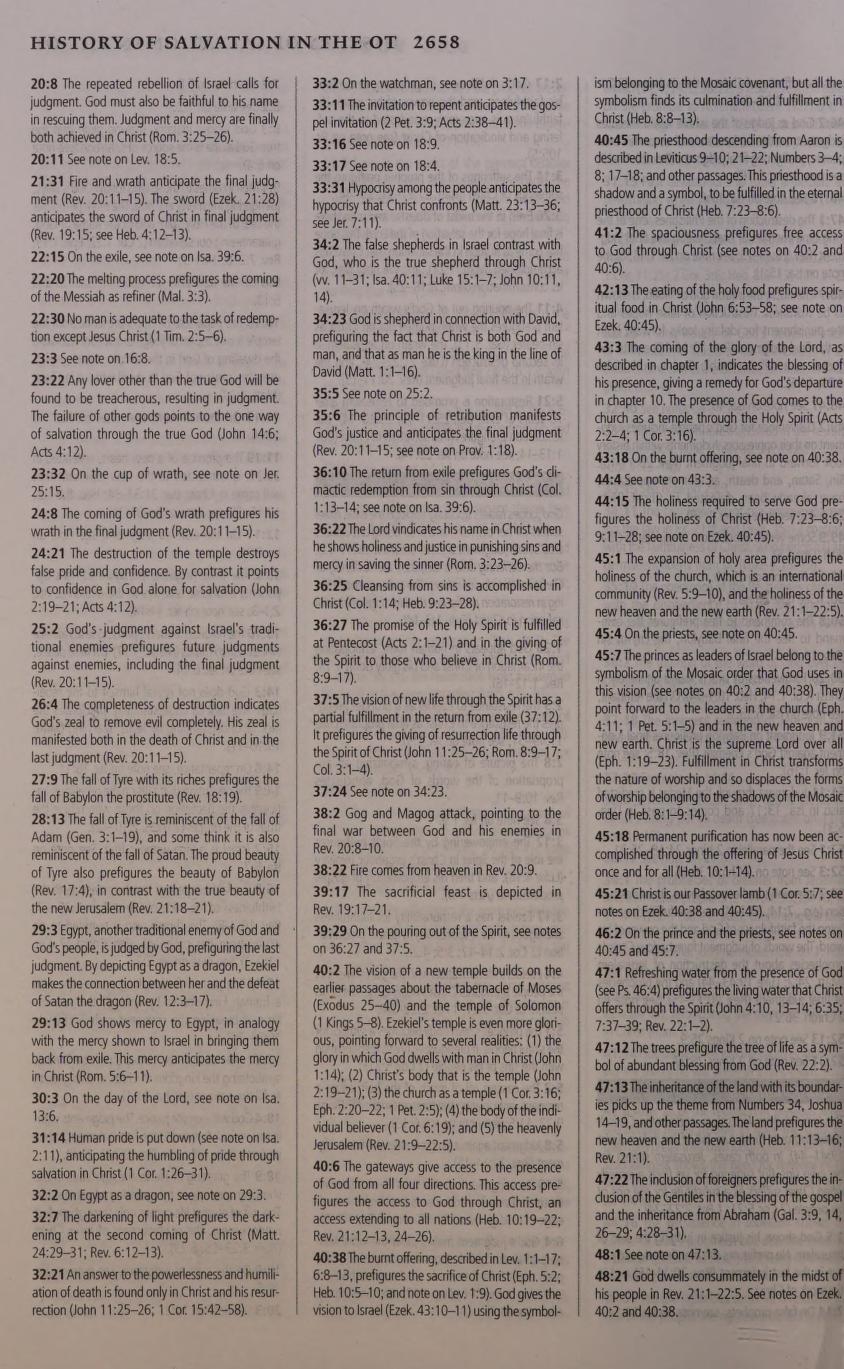 HISTORY OF SALVATION IN THE OT 2658
20:8 The repeated rebellion of Israel calls for
judgment. God must also be faithful to his name
in rescuing them. Judgment and mercy are finally
both achieved in Christ (Rom. 3:25–26).
20:11 See note on Lev. 18:5.
21:31 Fire and wrath anticipate the final judg-
ment (Rev. 20:11–15). The sword (Ezek. 21:28)
anticipates the sword of Christ in final judgment
(Rev. 19:15; see Heb. 4:12–13).
22:15 On the exile, see note on Isa. 39:6.
22:20 The melting process prefigures the coming
of the Messiah as refiner (Mal. 3:3).
22:30 No man is adequate to the task of redemp-
tion except Jesus Christ (1 Tim. 2:5–6).
23:3 See note on 16:8.
23:22 Any lover other than the true God will be
found to be treacherous, resulting in judgment.
The failure of other gods points to the one way
of salvation through the true God (John 14:6;
Acts 4:12).
23:32 On the cup of wrath, see note on Jer.
25:15.
24:8 The coming of God's wrath prefigures his
wrath in the final judgment (Rev. 20:11–15).
24:21 The destruction of the temple destroys
false pride and confidence. By contrast it points
to confidence in God alone for salvation (John
2:19–21; Acts 4:12).
25:2 God's judgment against Israel's tradi-
tional enemies prefigures future judgments
against enemies, including the final judgment
(Rev. 20:11–15).
26:4 The completeness of destruction indicates
God's zeal to remove evil completely. His zeal is
manifested both in the death of Christ and in the
last judgment (Rev. 20:11–15).
27:9 The fall of Tyre with its riches prefigures the
fall of Babylon the prostitute (Rev. 18:19).
28:13 The fall of Tyre is reminiscent of the fall of
Adam (Gen. 3:1–19), and some think it is also
reminiscent of the fall of Satan. The proud beauty
of Tyre also prefigures the beauty of Babylon
(Rev. 17:4), in contrast with the true beauty of
the new Jerusalem (Rev. 21:18–21).
29:3 Egypt, another traditional enemy of God and
God's people, is judged by God, prefiguring the last
judgment. By depicting Egypt as a dragon, Ezekiel
makes the connection between her and the defeat
of Satan the dragon (Rev. 12:3–17).
29:13 God shows mercy to Egypt, in analogy
with the mercy shown to Israel in bringing them
back from exile. This mercy anticipates the mercy
in Christ (Rom. 5:6–11).
30:3 On the day of the Lord, see note on Isa.
13:6.
31:14 Human pride is put down (see note on Isa.
2:11), anticipating the humbling of pride through
salvation in Christ (1 Cor. 1:26–31).
32:2 On Egypt as a dragon, see note on 29:3.
32:7 The darkening of light prefigures the dark-
ening at the second coming of Christ (Matt.
24:29–31; Rev. 6:12–13).
32:21 An answer to the powerlessness and humili-
ation of death is found only in Christ and his resur-
rection (John 11:25–26; 1 Cor. 15:42–58).
33:2 On the watchman, see note on 3:17.
33:11 The invitation to repent anticipates the gos-
pel invitation (2 Pet. 3:9; Acts 2:38–41).
33:16 See note on 18:9.
33:17 See note on 18:4.
33:31 Hypocrisy among the people anticipates the
hypocrisy that Christ confronts (Matt. 23:13–36;
see Jer. 7:11).
34:2 The false shepherds in Israel contrast with
God, who is the true shepherd through Christ
(vv. 11–31; Isa. 40:11; Luke 15:1–7; John 10:11,
14).
34:23 God is shepherd in connection with David,
prefiguring the fact that Christ is both God and
man, and that as man he is the king in the line of
David (Matt. 1:1–16).
35:5 See note on 25:2.
35:6 The principle of retribution manifests
God's justice and anticipates the final judgment
(Rev. 20:11–15; see note on Prov. 1:18).
36:10 The return from exile prefigures God's cli-
mactic redemption from sin through Christ (Col.
1:13–14; see note on Isa. 39:6).
36:22 The Lord vindicates his name in Christ when
he shows holiness and justice in punishing sins and
mercy in saving the sinner (Rom. 3:23–26).
36:25 Cleansing from sins is accomplished in
Christ (Col. 1:14; Heb. 9:23–28).
36:27 The promise of the Holy Spirit is fulfilled
at Pentecost (Acts 2:1–21) and in the giving of
the Spirit to those who believe in Christ (Rom.
8:9–17).
37:5 The vision of new life through the Spirit has a
partial fulfillment in the return from exile (37:12).
It prefigures the giving of resurrection life through
the Spirit of Christ (John 11:25–26; Rom. 8:9–17;
Col. 3:1–4).
37:24 See note on 34:23.
38:2 Gog and Magog attack, pointing to the
final war between God and his enemies in
Rev. 20:8–10.
38:22 Fire comes from heaven in Rev. 20:9.
39:17 The sacrificial feast is depicted in
Rev. 19:17–21.
39:29 On the pouring out of the Spirit, see notes
on 36:27 and 37:5.
40:2 The vision of a new temple builds on the
earlier passages about the tabernacle of Moses
(Exodus 25–40) and the temple of Solomon
(1 Kings 5–8). Ezekiel's temple is even more glori-
ous, pointing forward to several realities: (1) the
glory in which God dwells with man in Christ (John
1:14); (2) Christ's body that is the temple (John
2:19–21); (3) the church as a temple (1 Cor. 3:16;
Eph. 2:20–22; 1 Pet. 2:5); (4) the body of the indi-
vidual believer (1 Cor. 6:19); and (5) the heavenly
Jerusalem (Rev. 21:9–22:5).
40:6 The gateways give access to the presence
of God from all four directions. This access pre-
figures the access to God through Christ, an
access extending to all nations (Heb. 10:19–22;
Rev. 21:12–13, 24–26).
40:38 The burnt offering, described in Lev. 1:1–17;
6:8–13, prefigures the sacrifice of Christ (Eph. 5:2;
Heb. 10:5–10; and note on Lev. 1:9). God gives the
vision to Israel (Ezek. 43:10–11) using the symbol-
ism belonging to the Mosaic covenant, but all the
symbolism finds its culmination and fulfillment in
Christ (Heb. 8:8–13).
40:45 The priesthood descending from Aaron is
described in Leviticus 9–10; 21–22; Numbers 3–4;
8; 17–18; and other passages. This priesthood is a
shadow and a symbol, to be fulfilled in the eternal
priesthood of Christ (Heb. 7:23–8:6).
41:2 The spaciousness prefigures free access
to God through Christ (see notes on 40:2 and
40:6).
42:13 The eating of the holy food prefigures spir-
itual food in Christ (John 6:53–58; see note on
Ezek. 40:45).
43:3 The coming of the glory of the Lord, as
described in chapter 1, indicates the blessing of
his presence, giving a remedy for God's departure
in chapter 10. The presence of God comes to the
church as a temple through the Holy Spirit (Acts
2:2–4; 1 Cor. 3:16).
43:18 On the burnt offering, see note on 40:38.
44:4 See note on 43:3.
44:15 The holiness required to serve God pre-
figures the holiness of Christ (Heb. 7:23–8:6;
9:11–28; see note on Ezek. 40:45).
45:1 The expansion of holy area prefigures the
holiness of the church, which is an international
community (Rev. 5:9–10), and the holiness of the
new heaven and the new earth (Rev. 21:1–22:5).
45:4 On the priests, see note on 40:45.
45:7 The princes as leaders of Israel belong to the
symbolism of the Mosaic order that God uses in
this vision (see notes on 40:2 and 40:38). They
point forward to the leaders in the church (Eph.
4:11; 1 Pet. 5:1–5) and in the new heaven and
new earth. Christ is the supreme Lord over all
(Eph. 1:19–23). Fulfillment in Christ transforms
the nature of worship and so displaces the forms
of worship belonging to the shadows of the Mosaic
order (Heb. 8:1–9:14).
45:18 Permanent purification has now been ac-
complished through the offering of Jesus Christ
once and for all (Heb. 10:1–14).
45:21 Christ is our Passover lamb (1 Cor. 5:7; see
notes on Ezek. 40:38 and 40:45).
46:2 On the prince and the priests, see notes on
40:45 and 45:7.
47:1 Refreshing water from the presence of God
(see Ps. 46:4) prefigures the living water that Christ
offers through the Spirit (John 4:10, 13–14; 6:35;
7:37–39; Rev. 22:1–2).
47:12 The trees prefigure the tree of life as a sym-
bol of abundant blessing from God (Rev. 22:2).
47:13 The inheritance of the land with its boundar-
ies picks up the theme from Numbers 34, Joshua
14–19, and other passages. The land prefigures the
new heaven and the new earth (Heb. 11:13–16;
Rev. 21:1).
47:22 The inclusion of foreigners prefigures the in-
clusion of the Gentiles in the blessing of the gospel
and the inheritance from Abraham (Gal. 3:9, 14,
26–29; 4:28–31).
48:1 See note on 47:13.
48:21 God dwells consummately in the midst of
his people in Rev. 21:1–22:5. See notes on Ezek.
40:2 and 40:38.